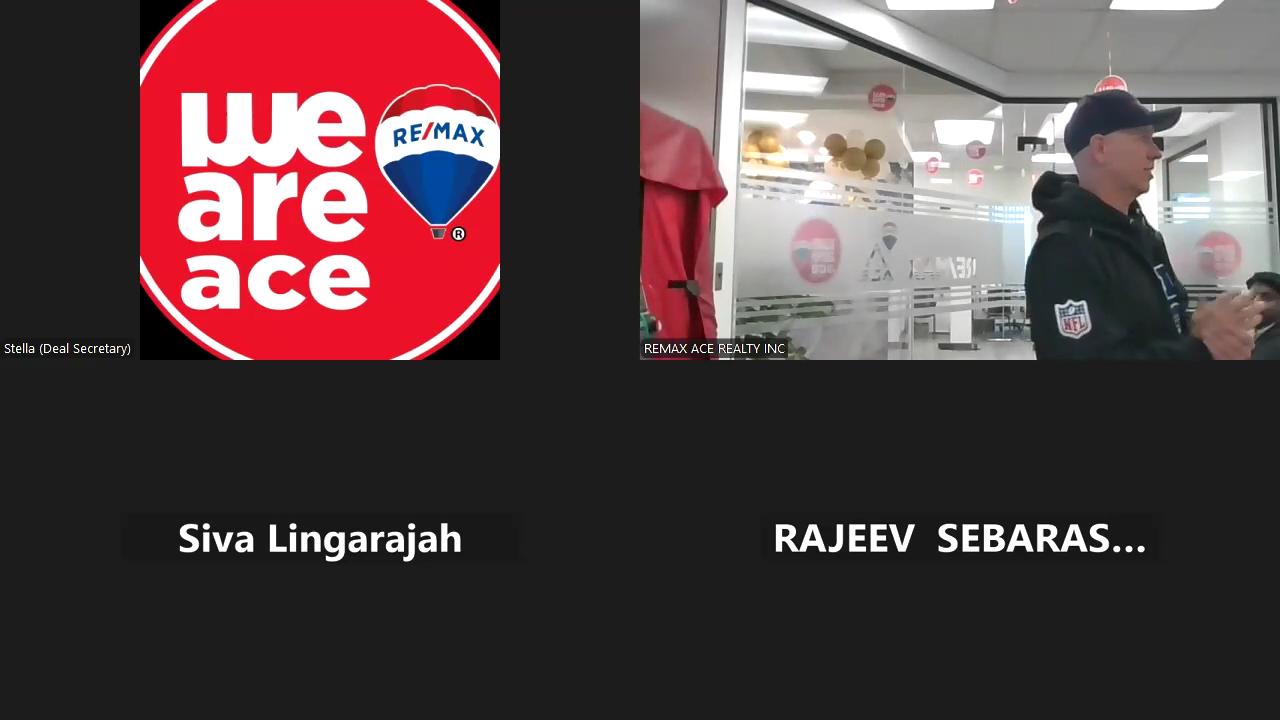 we
are
ace
RE/MAX
®
Stella (Deal Secretary)
NFL
REMAX ACE REALTY INC
Siva Lingarajah
RAJEEV SEBARAS...